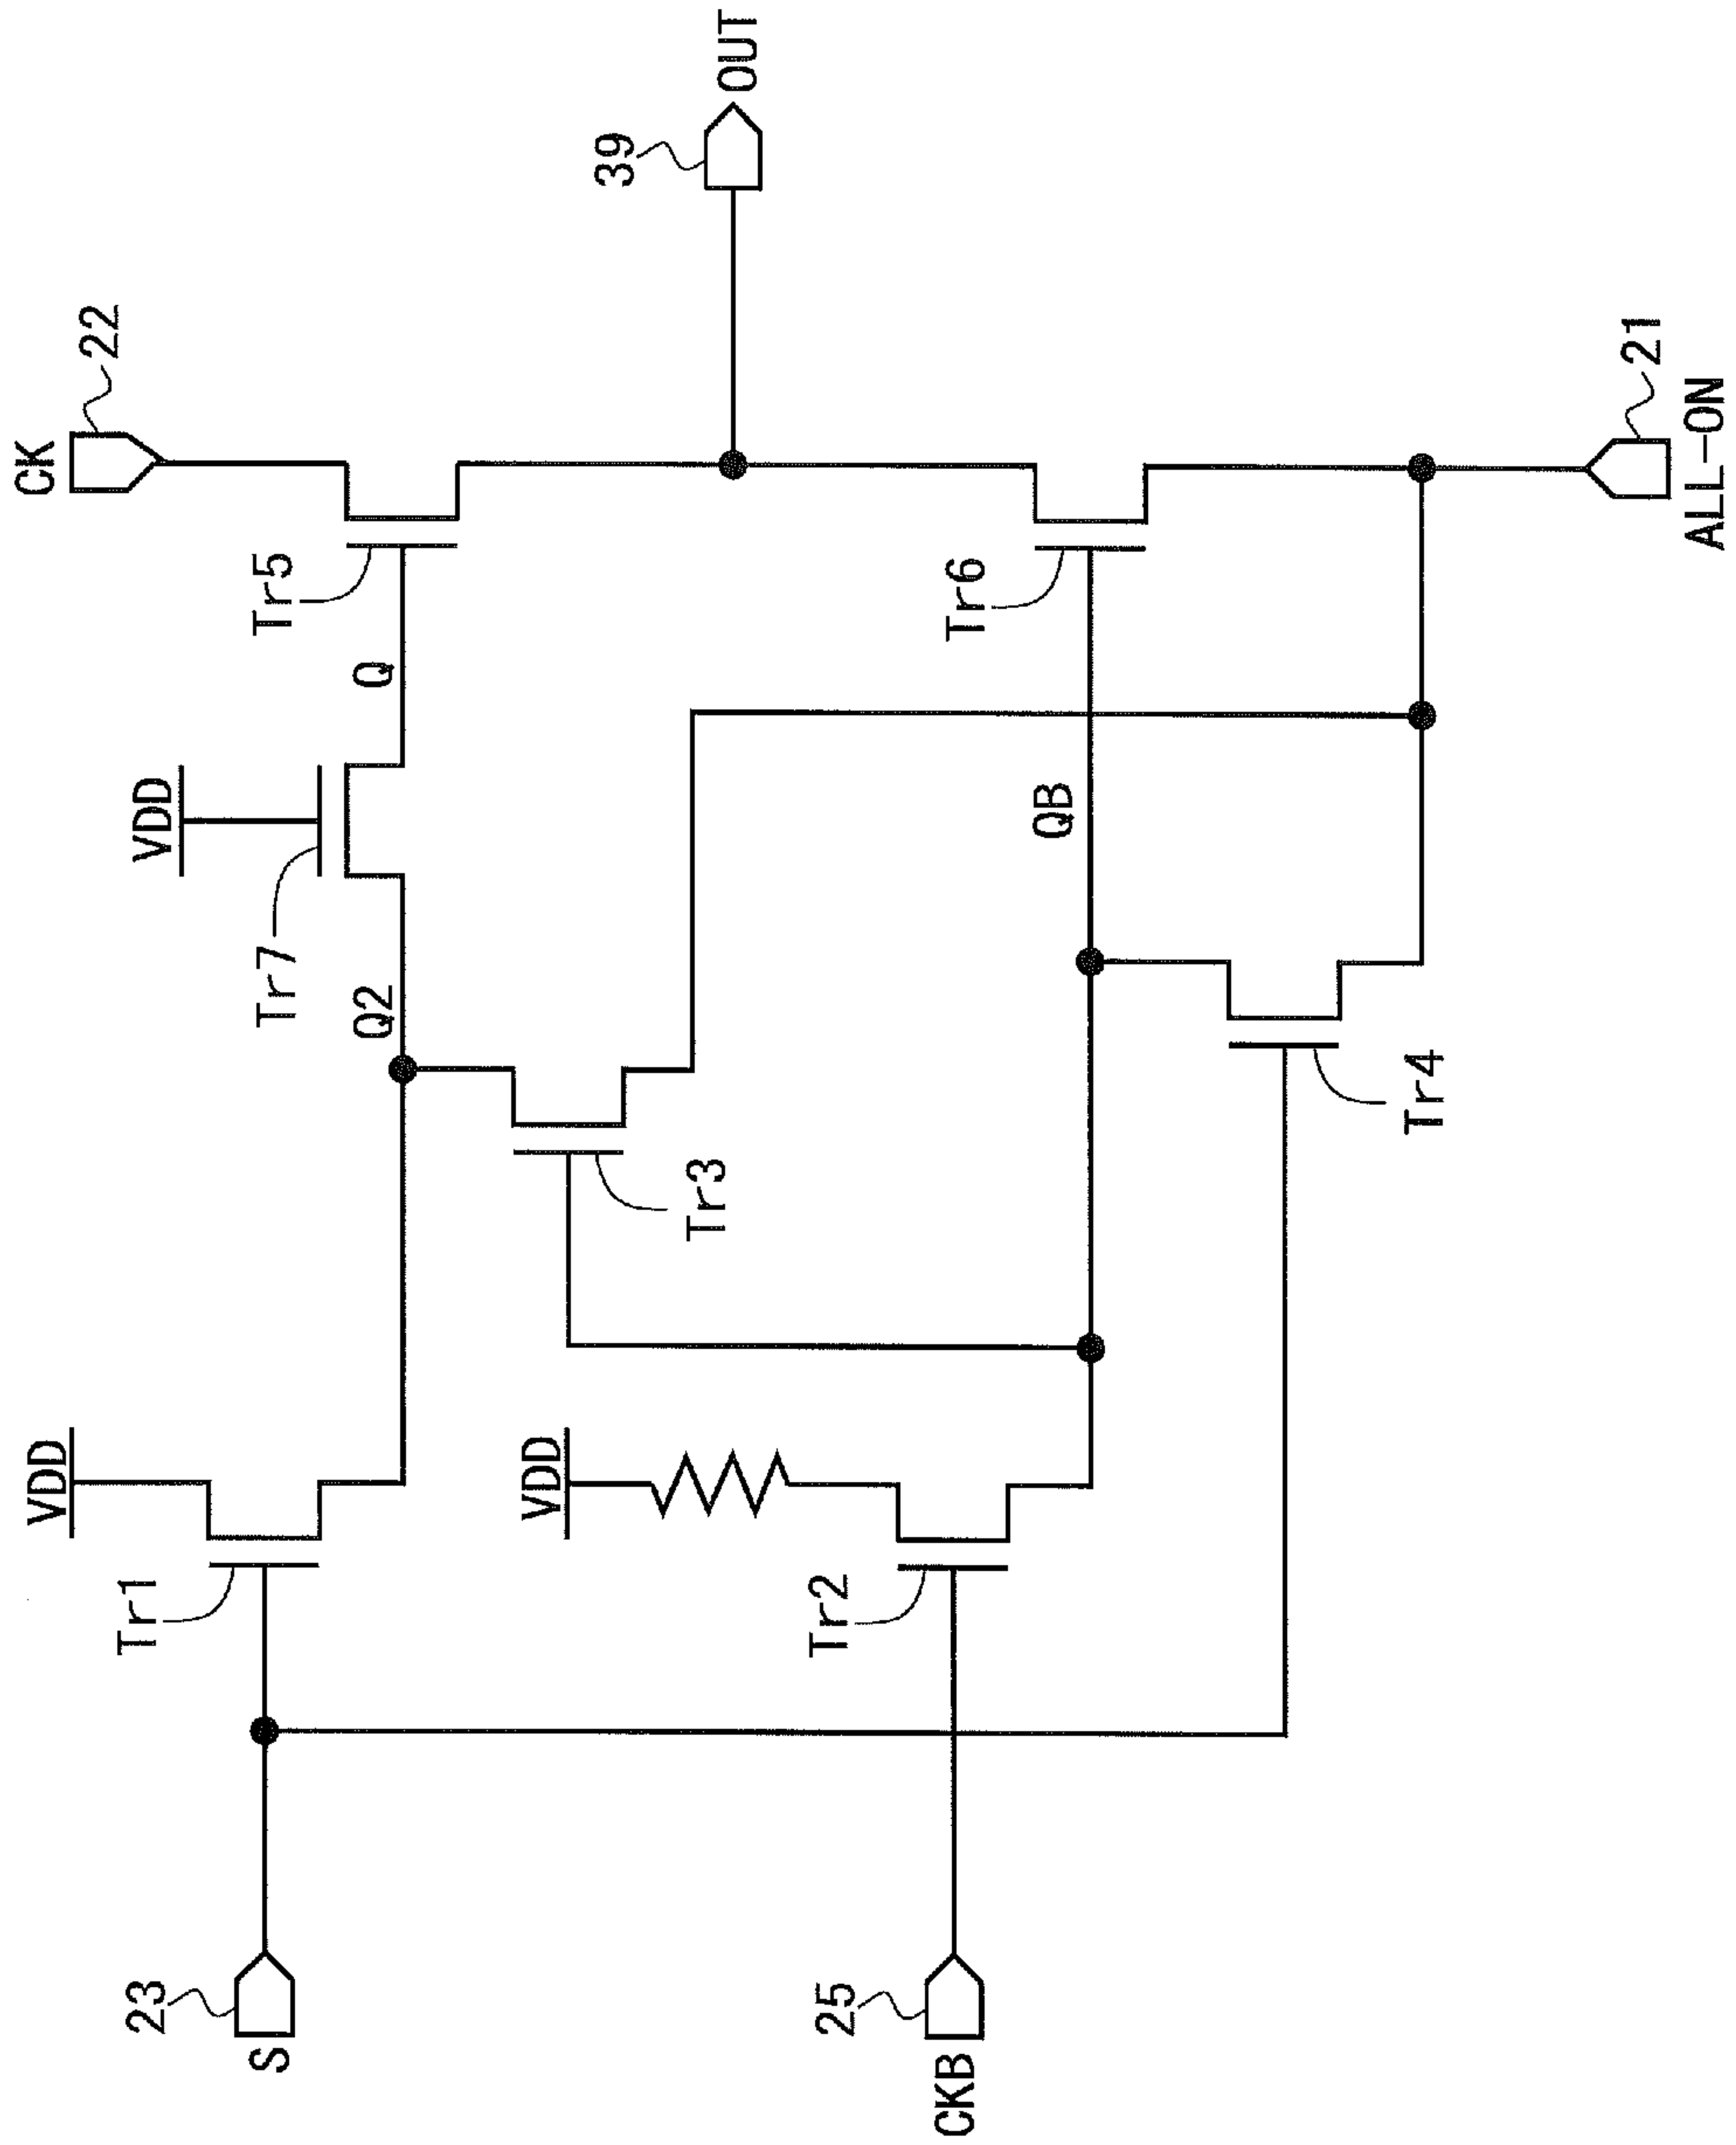 CK
22
VDD
VDD
VDD
Tr1
Tr7
Tr5
Q2
Q
23
S
39
OUT
Tr3
Tr2
QB
Tr6
25
CKB
Tr4
21
ALL-ON